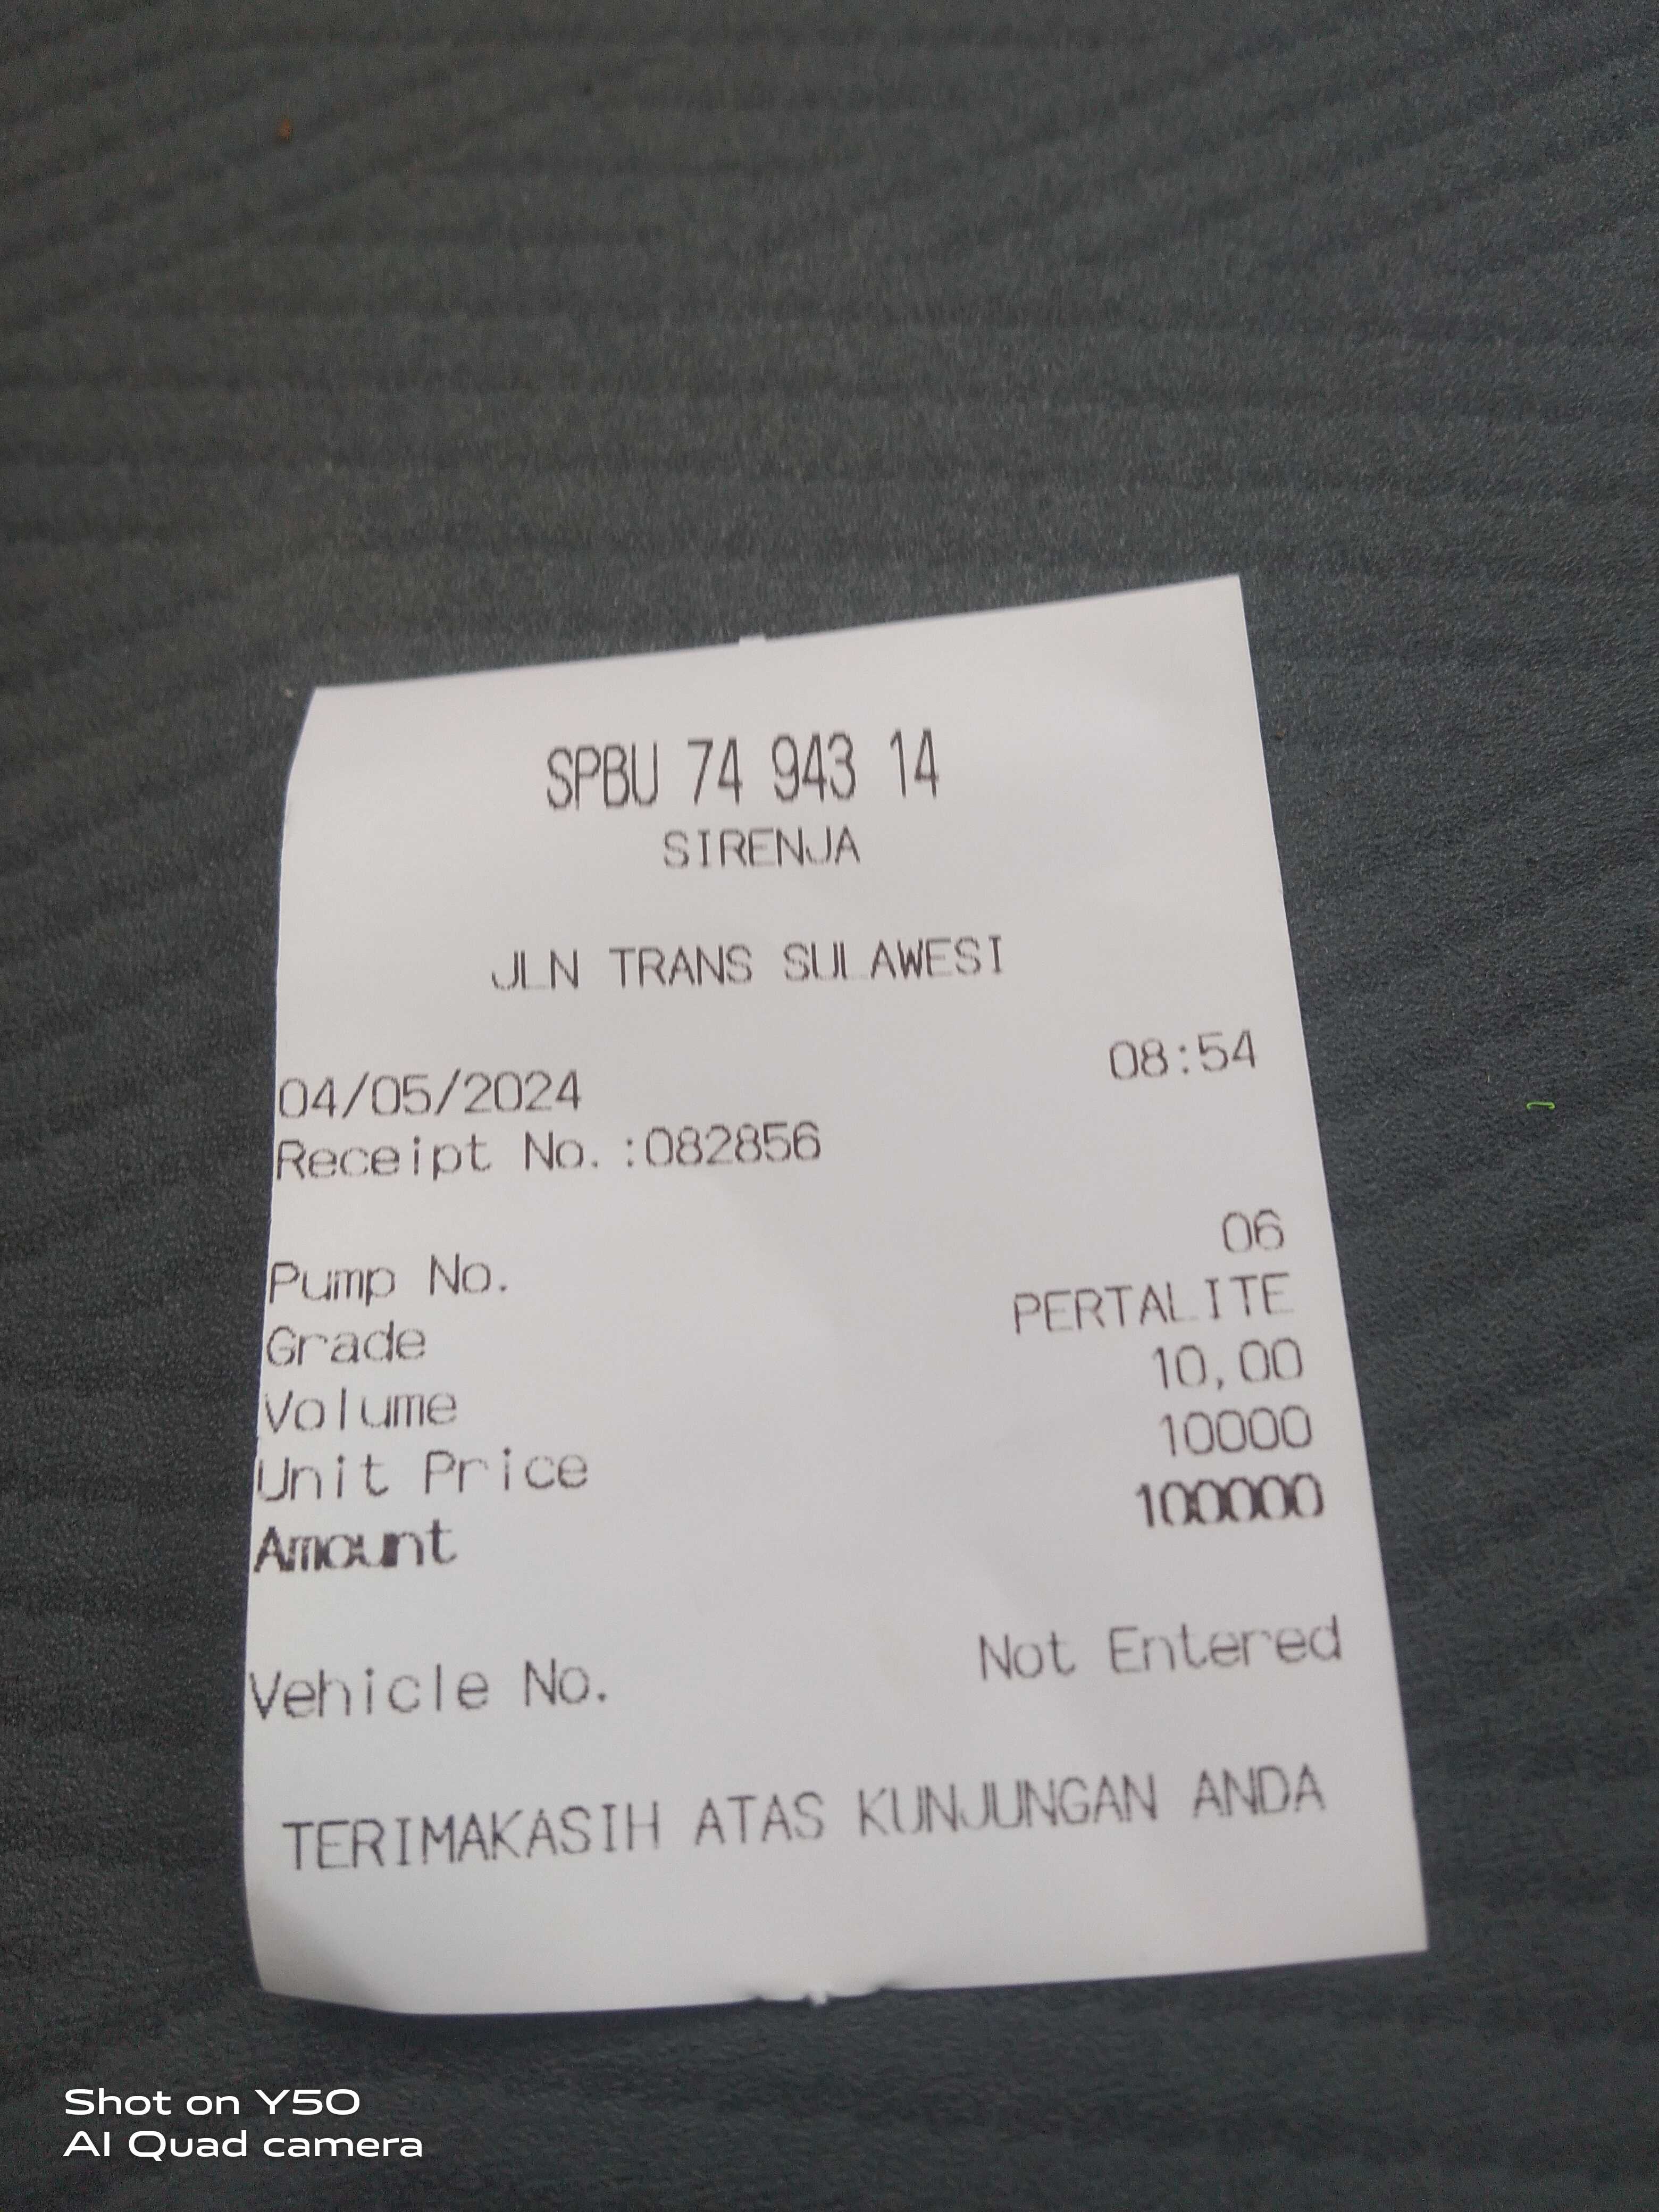 SPBU 74 943 14
SIRENJA
JLN TRANS SULAWESI
04/05/2024 08:54
Receipt No.:082856
Pump No. 06
Grade PERTALITE
Volume 10,00
Unit Price 10000
Amount 100000
Vehicle No. Not Entered
TERIMAKASIH ATAS KUNJUNGAN ANDA
Shot on Y50
AI Quad camera